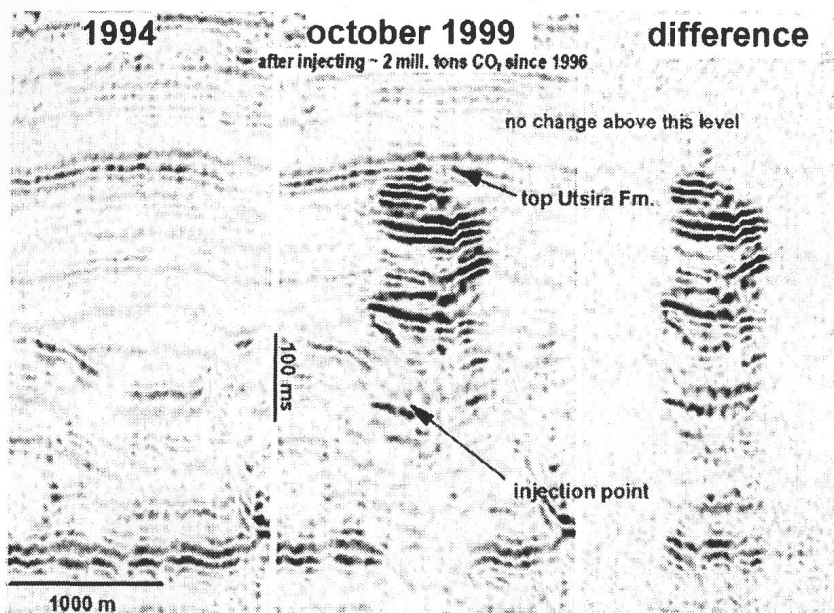 1994
october 1999
after injecting ~ 2 mill. tons CO₂ since 1996
difference
no change above this level
top Utsira Fm.
100 ms
injection point
1000 m